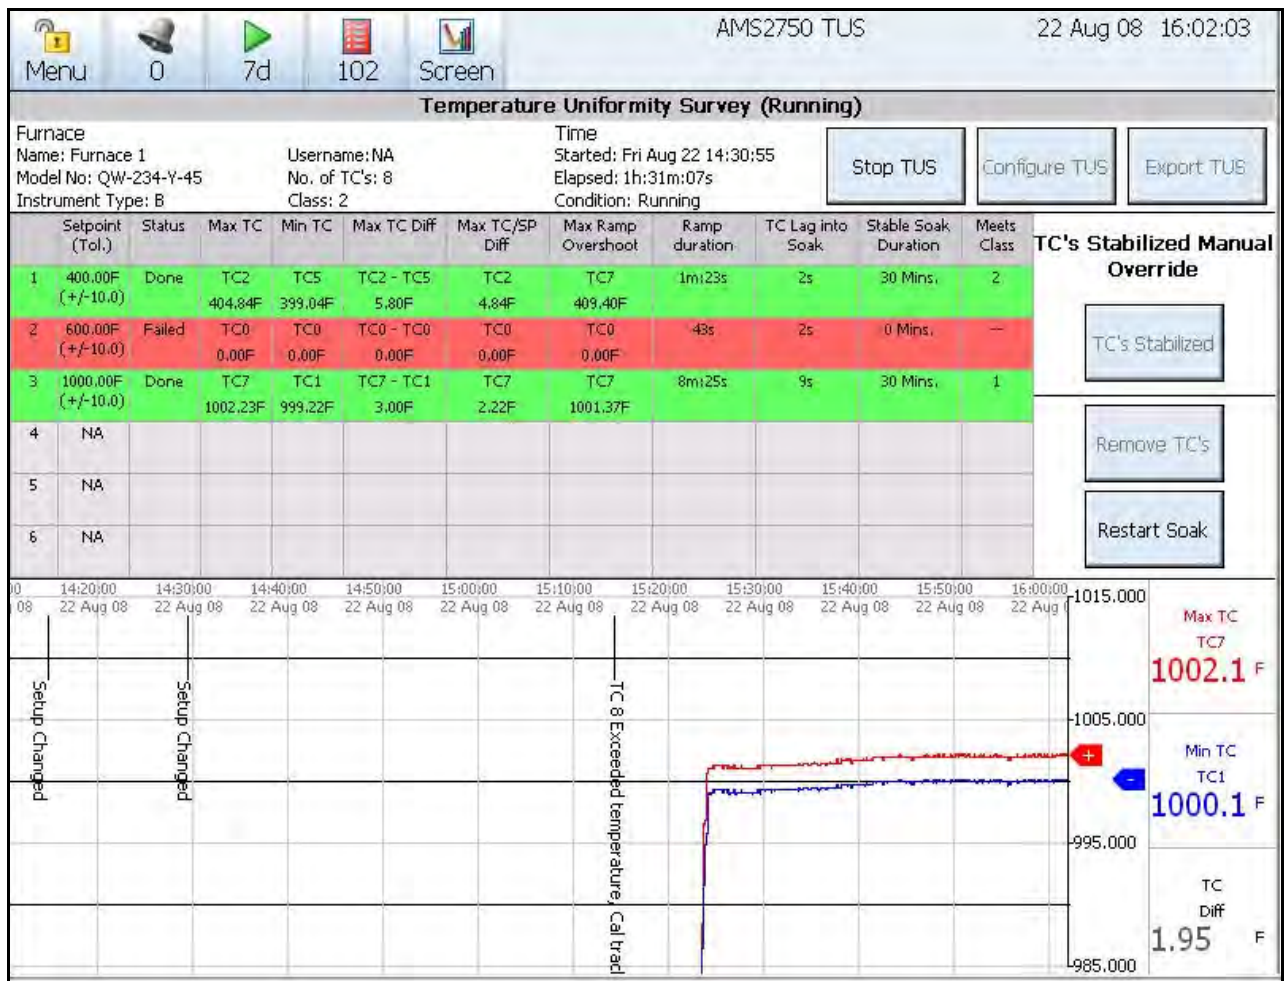 AMS2750 TUS
22 Aug 08 16:02:03
Menu 0 7d 102 Screen
Temperature Uniformity Survey (Running)
Furnace
Name: Furnace 1
Model No: QW-234-Y-45
Instrument Type: B
Username:NA
No. of TC's: 8
Class: 2
Time
Started: Fri Aug 22 14:30:55
Elapsed: 1h:31m:07s
Condition: Running
Stop TUS
Configure TUS
Export TUS
Setpoint (Tol.) Status Max TC Min TC Max TC Diff Max TC/SP Diff Max Ramp Overshoot Ramp duration TC Lag into Soak Stable Soak Duration Meets Class
1 400.00F Done TC2 TC5 TC2 - TC5 TC2 TC7 1m:23s 2s 30 Mins. 2
(+/-10.0) 404.84F 399.04F 5.80F 4.84F 409.40F
2 600.00F Failed TC0 TC0 TC0 - TC0 TC0 TC0 43s 2s 0 Mins. —
(+/-10.0) 0.00F 0.00F 0.00F 0.00F 0.00F
3 1000.00F Done TC7 TC1 TC7 - TC1 TC7 TC7 8m:25s 9s 30 Mins. 1
(+/-10.0) 1002.23F 999.22F 3.00F 2.22F 1001.37F
4 NA
5 NA
6 NA
TC's Stabilized Manual
Override
TC's Stabilized
Remove TC's
Restart Soak
00 14:20:00 14:30:00 14:40:00 14:50:00 15:00:00 15:10:00 15:20:00 15:30:00 15:40:00 15:50:00 16:00:00
08 22 Aug 08 22 Aug 08 22 Aug 08 22 Aug 08 22 Aug 08 22 Aug 08 22 Aug 08 22 Aug 08 22 Aug 08 22 Aug 08 22 Aug
Setup Changed
Setup Changed
TC 8 Exceeded temperature, Cal tracl
1015.000
1005.000
995.000
985.000
+
-
Max TC
TC7
1002.1 F
Min TC
TC1
1000.1 F
TC
Diff
1.95 F